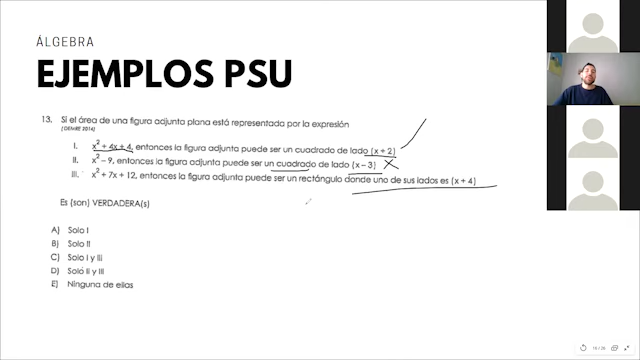 ÁLGEBRA
EJEMPLOS PSU
13. Si el área de una figura adjunta plana está representada por la expresión
(DEMRE 2014)
I. x² + 4x + 4, entonces la figura adjunta puede ser un cuadrado de lado (x + 2)
II. x² – 9, entonces la figura adjunta puede ser un cuadrado de lado (x – 3)
III. x² + 7x + 12, entonces la figura adjunta puede ser un rectángulo donde uno de sus lados es (x + 4)
Es (son) VERDADERA(s)
A) Solo I
B) Solo II
C) Solo I y III
D) Solo II y III
E) Ninguna de ellas